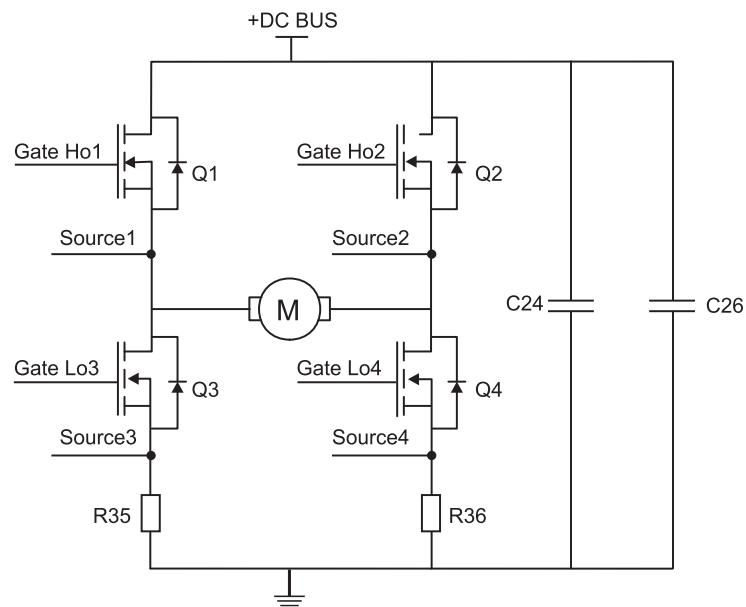 +DC BUS
Gate Ho1
Q1
Gate Ho2
Q2
Source1
Source2
M
C24
C26
Gate Lo3
Q3
Gate Lo4
Q4
Source3
Source4
R35
R36